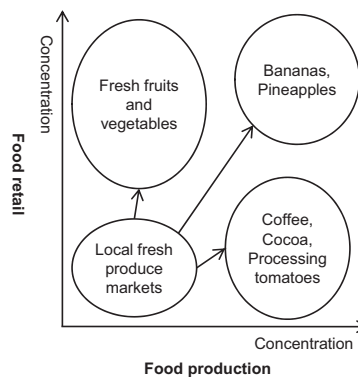 Concentration
Food retail
Fresh fruits
and
vegetables
Bananas,
Pineapples
Local fresh
produce
markets
Coffee,
Cocoa,
Processing
tomatoes
Concentration
Food production